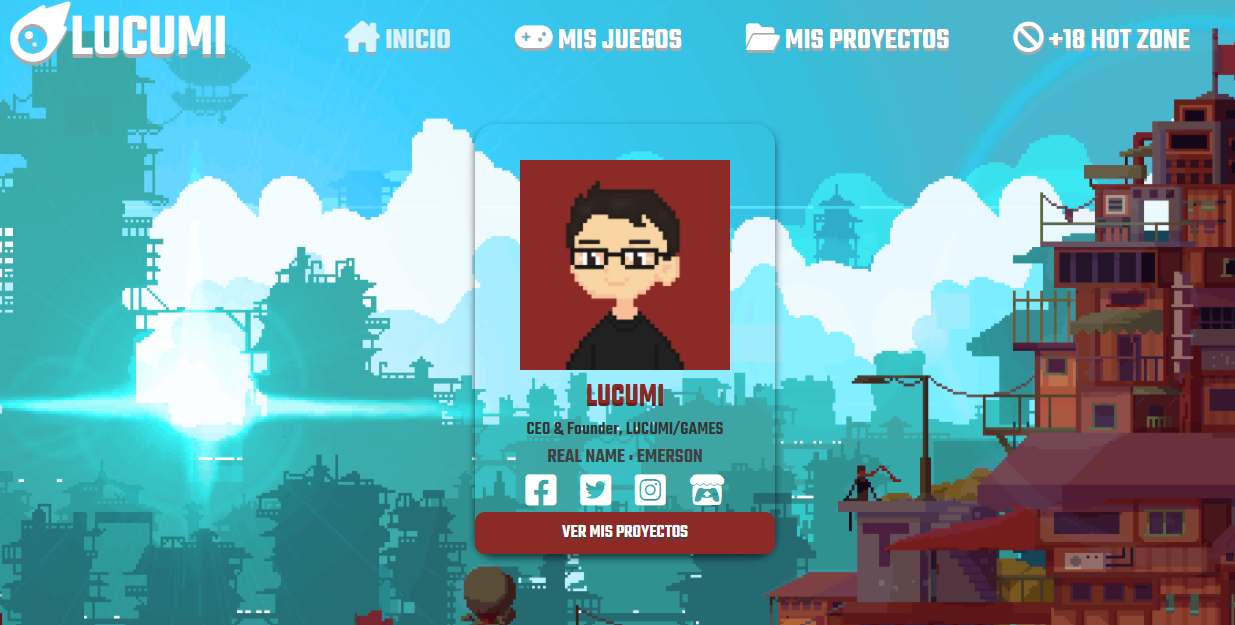 LUCUMI
INICIO
MIS JUEGOS
MIS PROYECTOS
+18 HOT ZONE
LUCUMI
CEO & Founder, LUCUMI/GAMES
REAL NAME : EMERSON
VER MIS PROYECTOS